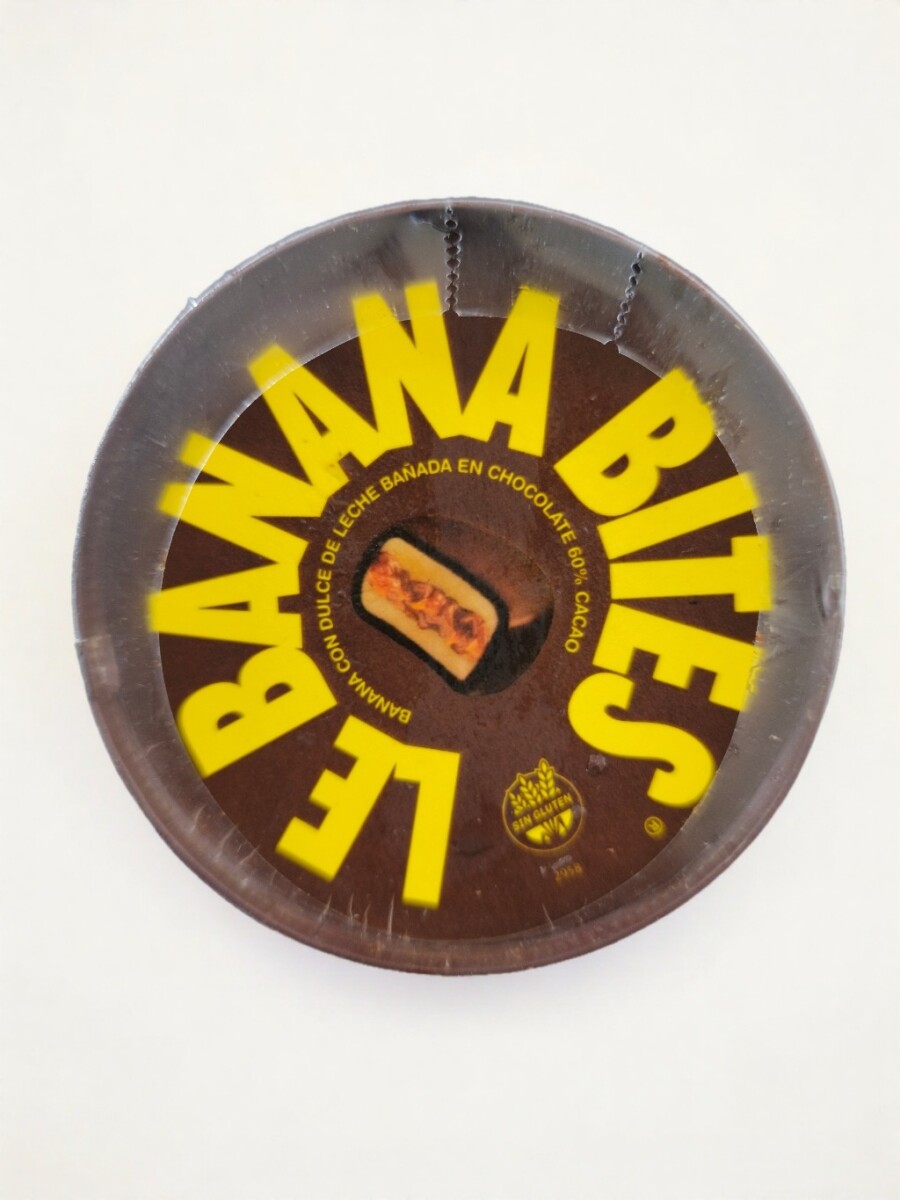 LE BANANA BITES
®
BANANA CON DULCE DE LECHE BAÑADA EN CHOCOLATE 60% CACAO
SIN GLUTEN